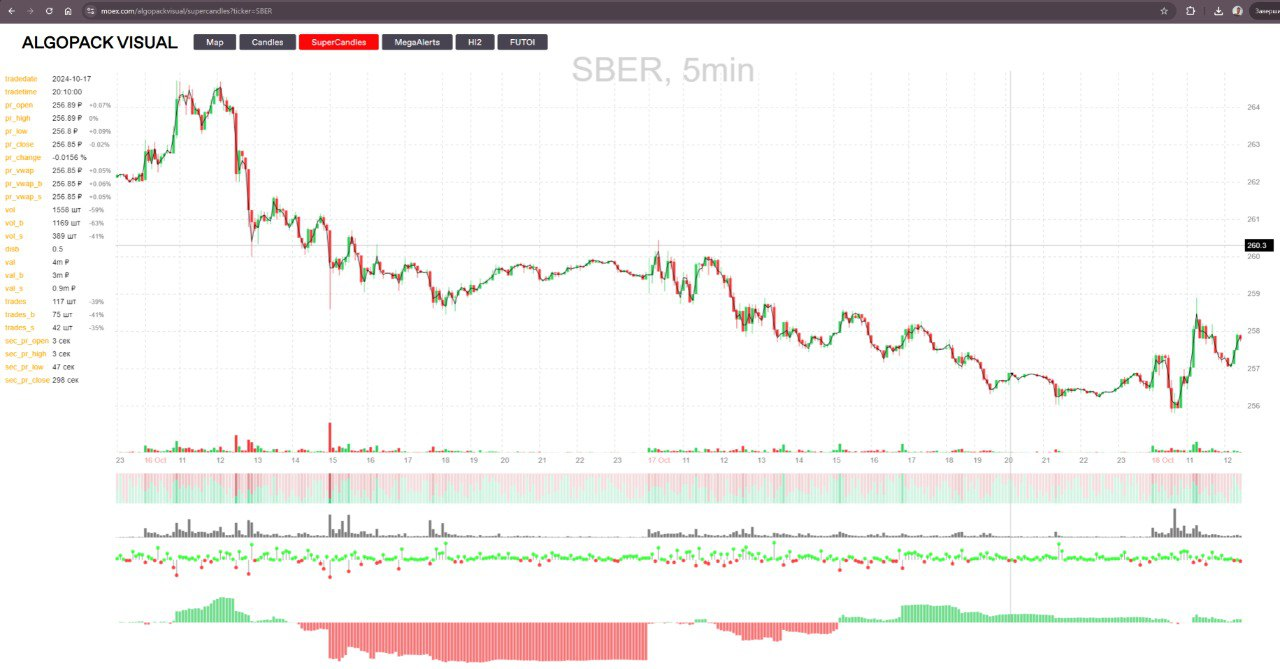 moex.com/algopackvisual/supercandles?ticker=SBER
ALGOPACK VISUAL
Map
Candles
SuperCandles
MegaAlerts
HI2
FUTOI
SBER, 5min
tradedate 2024-10-17
tradetime 20:10:00
pr_open 256.89 ₽ +0.07%
pr_high 256.89 ₽ 0%
pr_low 256.8 ₽ +0.09%
pr_close 256.85 ₽ -0.02%
pr_change -0.0156 %
pr_vwap 256.85 ₽ +0.05%
pr_vwap_b 256.85 ₽ +0.06%
pr_vwap_s 256.85 ₽ +0.05%
vol 1558 шт -59%
vol_b 1169 шт -63%
vol_s 389 шт -41%
disb 0.5
val 4m ₽
val_b 3m ₽
val_s 0.9m ₽
trades 117 шт -39%
trades_b 75 шт -41%
trades_s 42 шт -35%
sec_pr_open 3 сек
sec_pr_high 3 сек
sec_pr_low 47 сек
sec_pr_close 298 сек
264
263
262
261
260.3
260
259
258
257
256
23 16 Oct 11 12 13 14 15 16 17 18 19 20 21 22 23 17 Oct 11 12 13 14 15 16 17 18 19 20 21 22 23 18 Oct 11 12